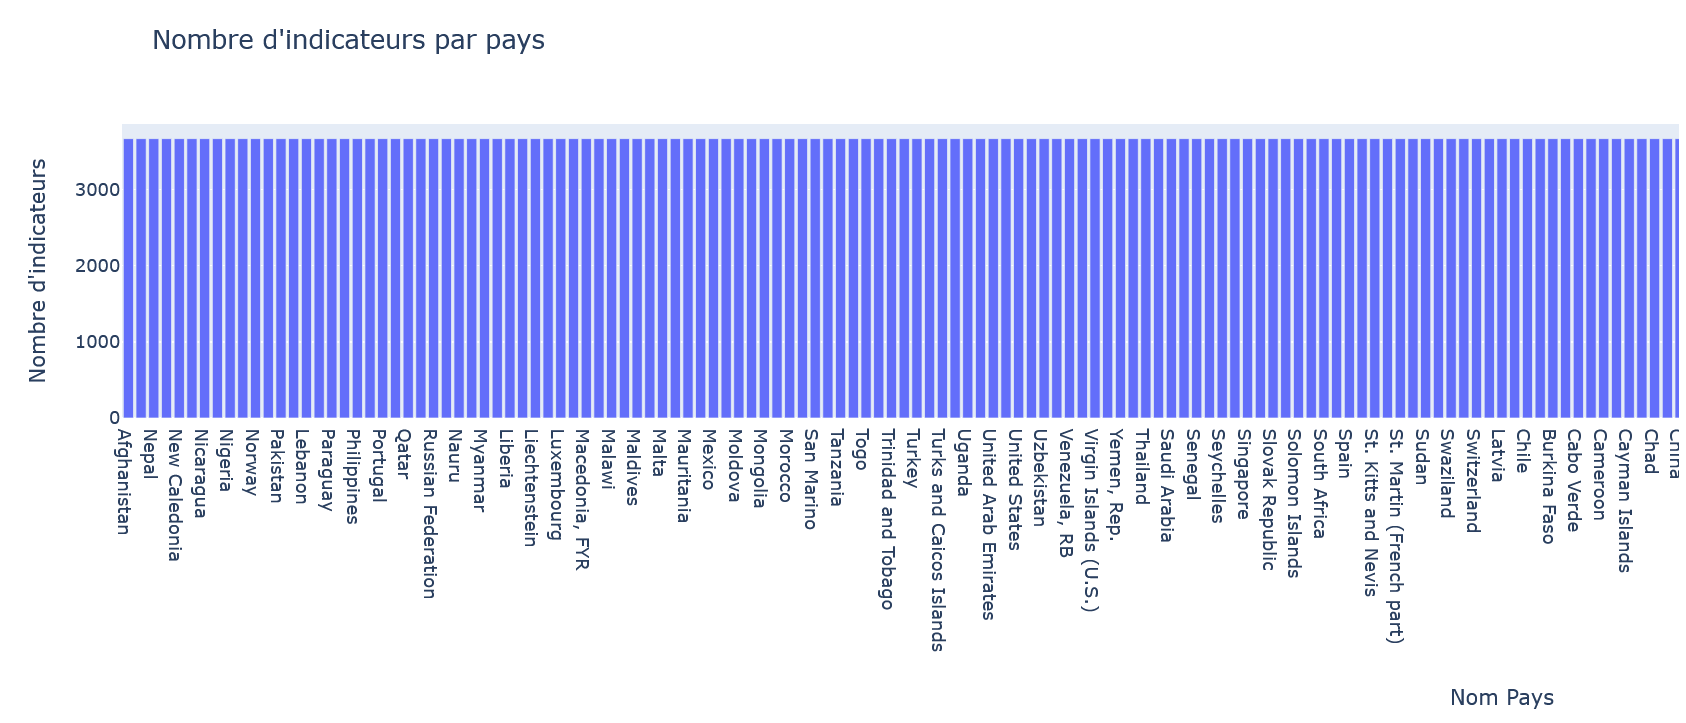 Nombre d'indicateurs par pays
Nombre d'indicateurs
3000
2000
1000
0
Afghanistan
Nepal
New Caledonia
Nicaragua
Nigeria
Norway
Pakistan
Lebanon
Paraguay
Philippines
Portugal
Qatar
Russian Federation
Nauru
Myanmar
Liberia
Liechtenstein
Luxembourg
Macedonia, FYR
Malawi
Maldives
Malta
Mauritania
Mexico
Moldova
Mongolia
Morocco
San Marino
Tanzania
Togo
Trinidad and Tobago
Turkey
Turks and Caicos Islands
Uganda
United Arab Emirates
United States
Uzbekistan
Venezuela, RB
Virgin Islands (U.S.)
Yemen, Rep.
Thailand
Saudi Arabia
Senegal
Seychelles
Singapore
Slovak Republic
Solomon Islands
South Africa
Spain
St. Kitts and Nevis
St. Martin (French part)
Sudan
Swaziland
Switzerland
Latvia
Chile
Burkina Faso
Cabo Verde
Cameroon
Cayman Islands
Chad
China
Nom Pays